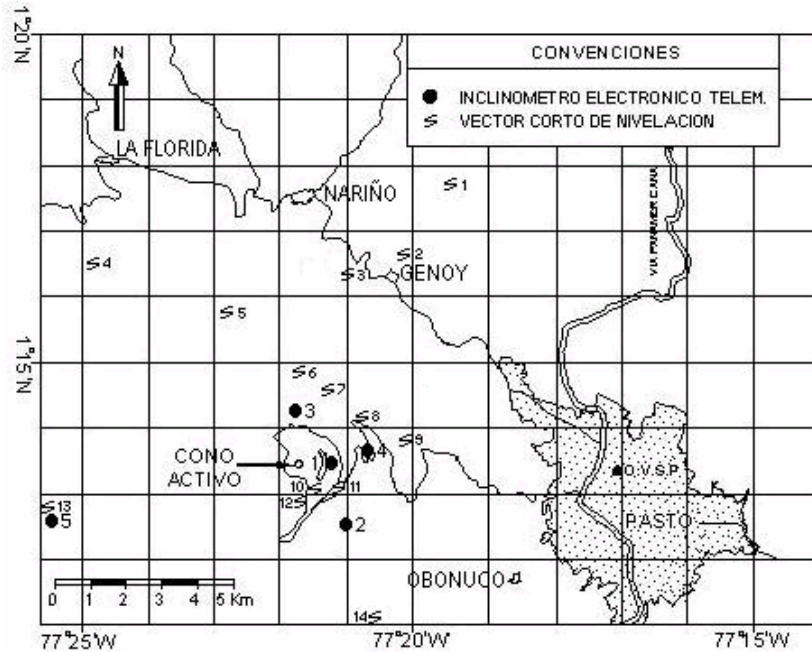 1°20'N
CONVENCIONES
INCLINOMETRO ELECTRONICO TELEM.
VECTOR CORTO DE NIVELACION
N
LA FLORIDA
NARIÑO
1
VIA PANAMERICANA
2
3
GENOY
4
5
1°15'N
6
7
3
8
9
4
CONO
ACTIVO
1
10
11
12
O.V.S.P
13
5
2
PASTO
OBONUCO
0 1 2 3 4 5 Km
14
77°25'W
77°20'W
77°15'W